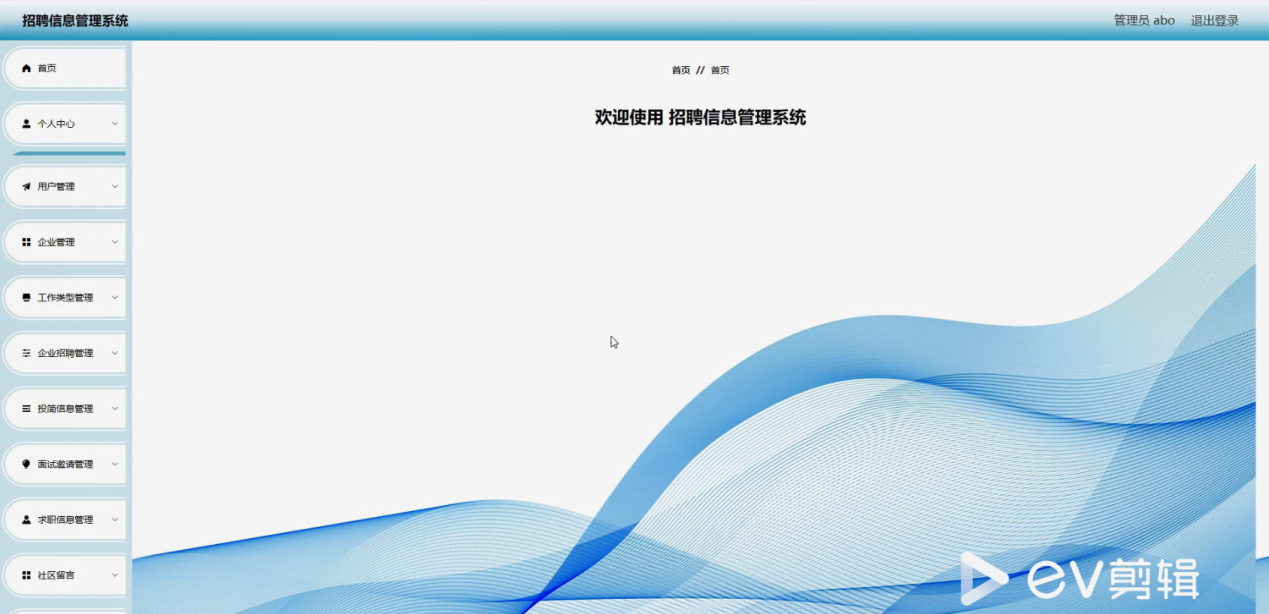 招聘信息管理系统
管理员 abo 退出登录
首页
个人中心
用户管理
企业管理
工作类型管理
企业招聘管理
投简信息管理
面试邀请管理
求职信息管理
社区留言
首页 // 首页
欢迎使用 招聘信息管理系统
ev剪辑